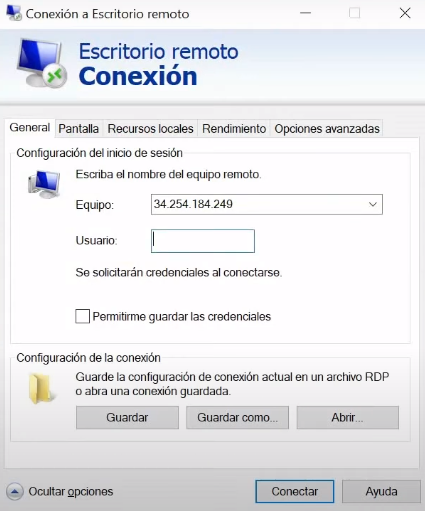 Conexión a Escritorio remoto
Escritorio remoto
Conexión
General Pantalla Recursos locales Rendimiento Opciones avanzadas
Configuración del inicio de sesión
Escriba el nombre del equipo remoto.
Equipo: 34.254.184.249
Usuario:
Se solicitarán credenciales al conectarse.
Permitirme guardar las credenciales
Configuración de la conexión
Guarde la configuración de conexión actual en un archivo RDP
o abra una conexión guardada.
Guardar Guardar como... Abrir...
Ocultar opciones Conectar Ayuda